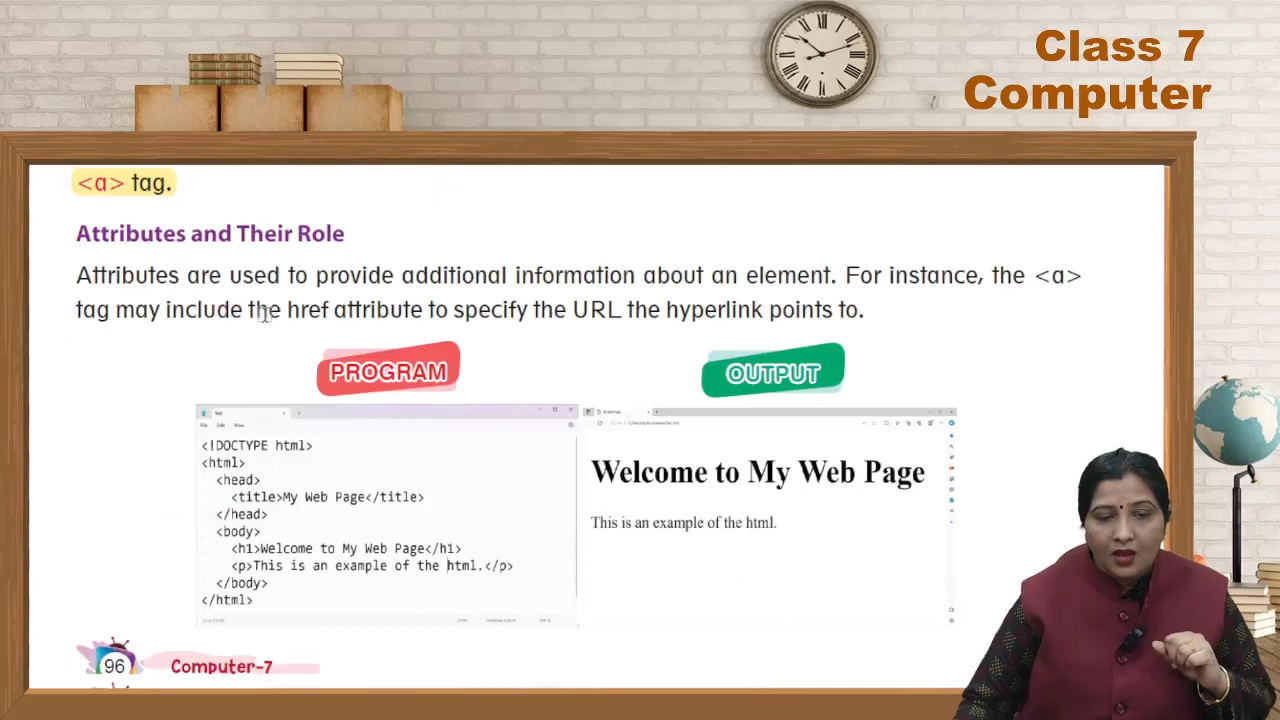 Class 7
Computer
<a> tag.
Attributes and Their Role
Attributes are used to provide additional information about an element. For instance, the <a>
tag may include the href attribute to specify the URL the hyperlink points to.
PROGRAM
OUTPUT
File Edit View
<!DOCTYPE html>
<html>
<head>
<title>My Web Page</title>
</head>
<body>
<h1>Welcome to My Web Page</h1>
<p>This is an example of the html.</p>
</body>
</html>
Welcome to My Web Page
This is an example of the html.
96
Computer-7